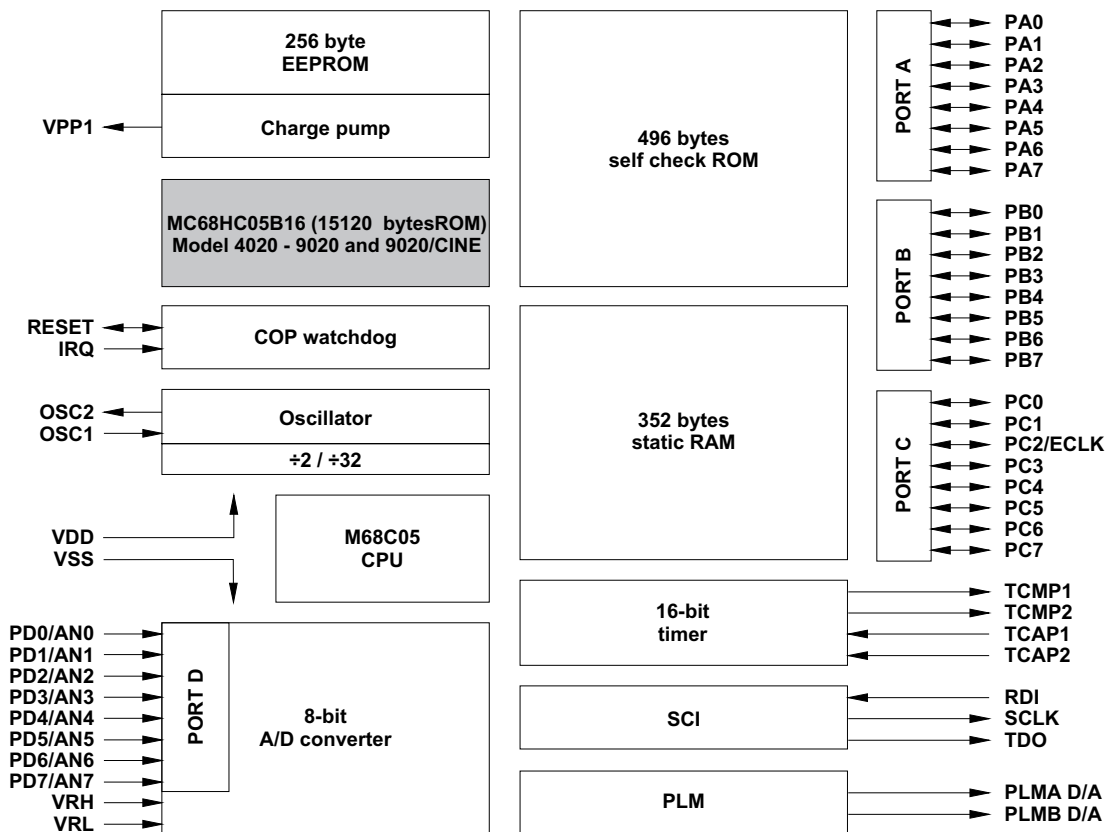 256 byte
EEPROM
Charge pump
VPP1
MC68HC05B16 (15120 bytesROM)
Model 4020 - 9020 and 9020/CINE
RESET
IRQ
COP watchdog
OSC2
OSC1
Oscillator
÷2 / ÷32
VDD
VSS
M68C05
CPU
PD0/AN0
PD1/AN1
PD2/AN2
PD3/AN3
PD4/AN4
PD5/AN5
PD6/AN6
PD7/AN7
VRH
VRL
PORT D
8-bit
A/D converter
496 bytes
self check ROM
352 bytes
static RAM
16-bit
timer
SCI
PLM
PORT A
PA0
PA1
PA2
PA3
PA4
PA5
PA6
PA7
PORT B
PB0
PB1
PB2
PB3
PB4
PB5
PB6
PB7
PORT C
PC0
PC1
PC2/ECLK
PC3
PC4
PC5
PC6
PC7
TCMP1
TCMP2
TCAP1
TCAP2
RDI
SCLK
TDO
PLMA D/A
PLMB D/A